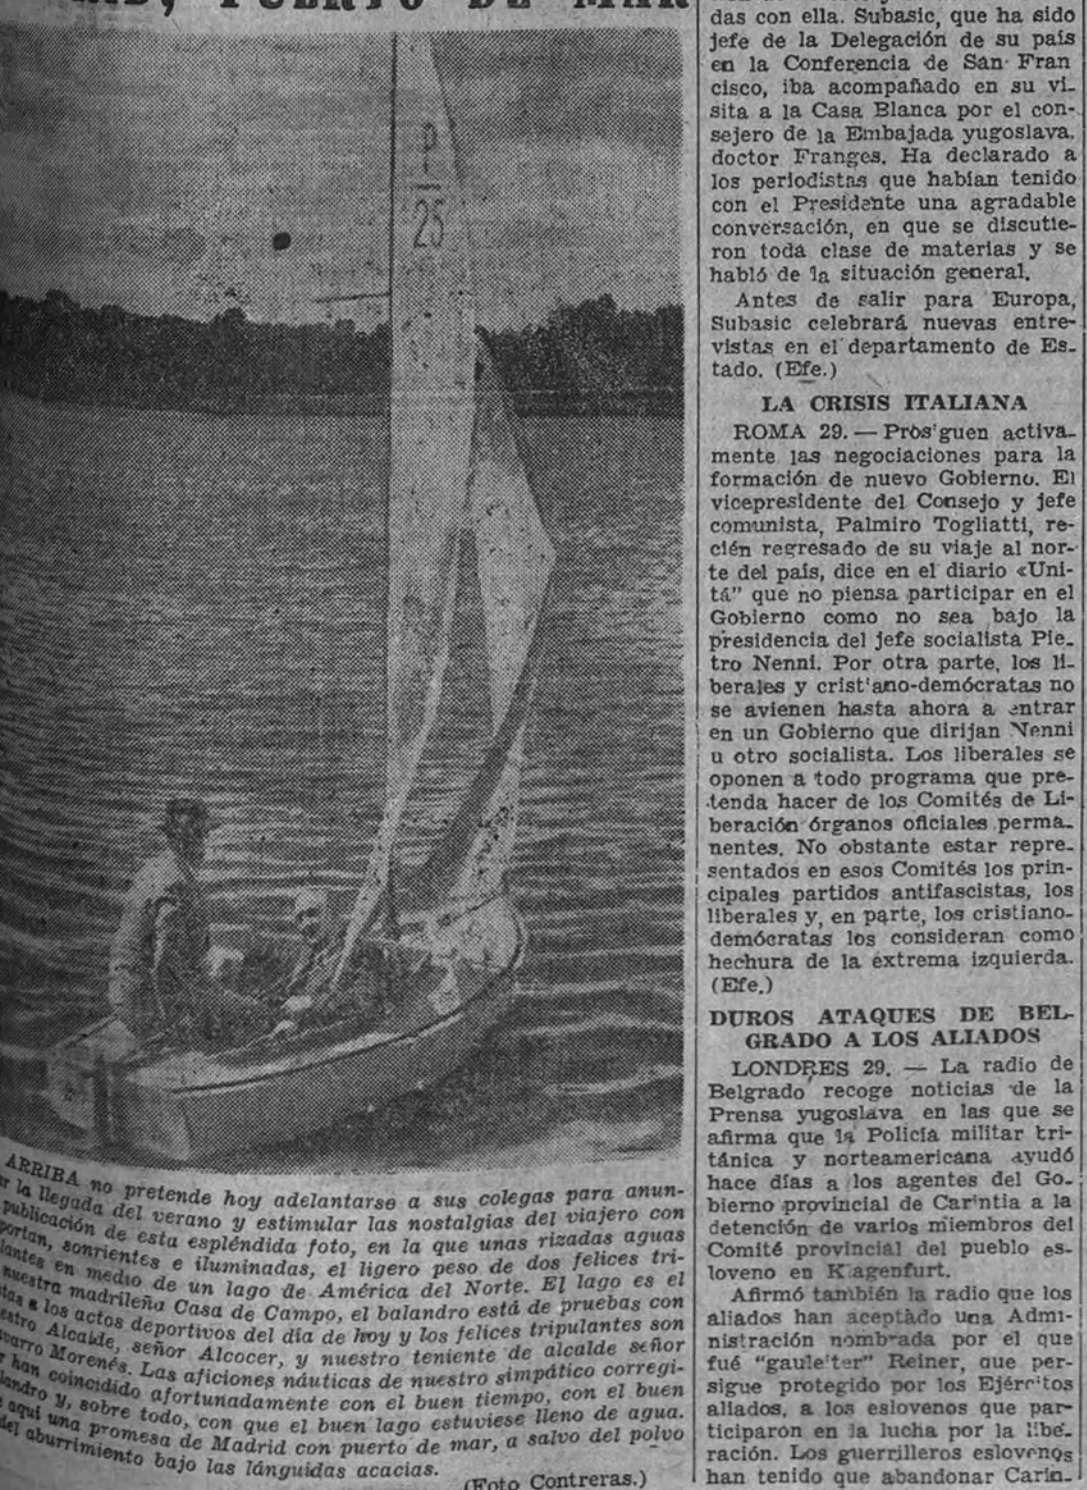 PUERTO DE MAR
P
25
ARRIBA no pretende hoy adelantarse a sus colegas para anun-
la llegada del verano y estimular las nostalgias del viajero con
publicación de esta espléndida foto, en la que unas rizadas aguas
sonrientes e iluminadas, el ligero peso de dos felices tri-
en medio de un lago de América del Norte. El lago es el
nuestra madrileña Casa de Campo, el balandro está de pruebas con
a los actos deportivos del día de hoy y los felices tripulantes son
Alcalde, señor Alcocer, y nuestro teniente de alcalde señor
Morenés. Las aficiones náuticas de nuestro simpático corregi-
han coincidido afortunadamente con el buen tiempo, con el buen
y, sobre todo, con que el buen lago estuviese lleno de agua.
aquí una promesa de Madrid con puerto de mar, a salvo del polvo
del aburrimiento bajo las lánguidas acacias.
(Foto Contreras.)
das con ella. Subasic, que ha sido
jefe de la Delegación de su país
en la Conferencia de San Fran
cisco, iba acompañado en su vi-
sita a la Casa Blanca por el con-
sejero de la Embajada yugoslava,
doctor Franges. Ha declarado a
los periodistas que habían tenido
con el Presidente una agradable
conversación, en que se discutie-
ron toda clase de materias y se
habló de la situación general.
Antes de salir para Europa,
Subasic celebrará nuevas entre-
vistas en el departamento de Es-
tado. (Efe.)
LA CRISIS ITALIANA
ROMA 29. — Pros'guen activa-
mente las negociaciones para la
formación de nuevo Gobierno. El
vicepresidente del Consejo y jefe
comunista, Palmiro Togliatti, re-
cién regresado de su viaje al nor-
te del país, dice en el diario «Uni-
tá" que no piensa participar en el
Gobierno como no sea bajo la
presidencia del jefe socialista Pie-
tro Nenni. Por otra parte, los li-
berales y crist'ano-demócratas no
se avienen hasta ahora a entrar
en un Gobierno que dirijan Nenni
u otro socialista. Los liberales se
oponen a todo programa que pre-
tenda hacer de los Comités de Li-
beración órganos oficiales perma-
nentes. No obstante estar repre-
sentados en esos Comités los prin-
cipales partidos antifascistas, los
liberales y, en parte, los cristiano-
demócratas los consideran como
hechura de la extrema izquierda.
(Efe.)
DUROS ATAQUES DE BEL-
GRADO A LOS ALIADOS
LONDRES 29. — La radio de
Belgrado recoge noticias de la
Prensa yugoslava en las que se
afirma que la Policía militar bri-
tánica y norteamericana ayudó
hace días a los agentes del Go-
bierno provincial de Car'ntia a la
detención de varios miembros del
Comité provincial del pueblo es-
loveno en Klagenfurt.
Afirmó también la radio que los
aliados han aceptado una Admi-
nistración nombrada por el que
fué "gaule'ter" Reiner, que per-
sigue protegido por los Ejércitos
aliados, a los eslovenos que par-
ticiparon en la lucha por la libe-
ración. Los guerrilleros eslovenos
han tenido que abandonar Carin-